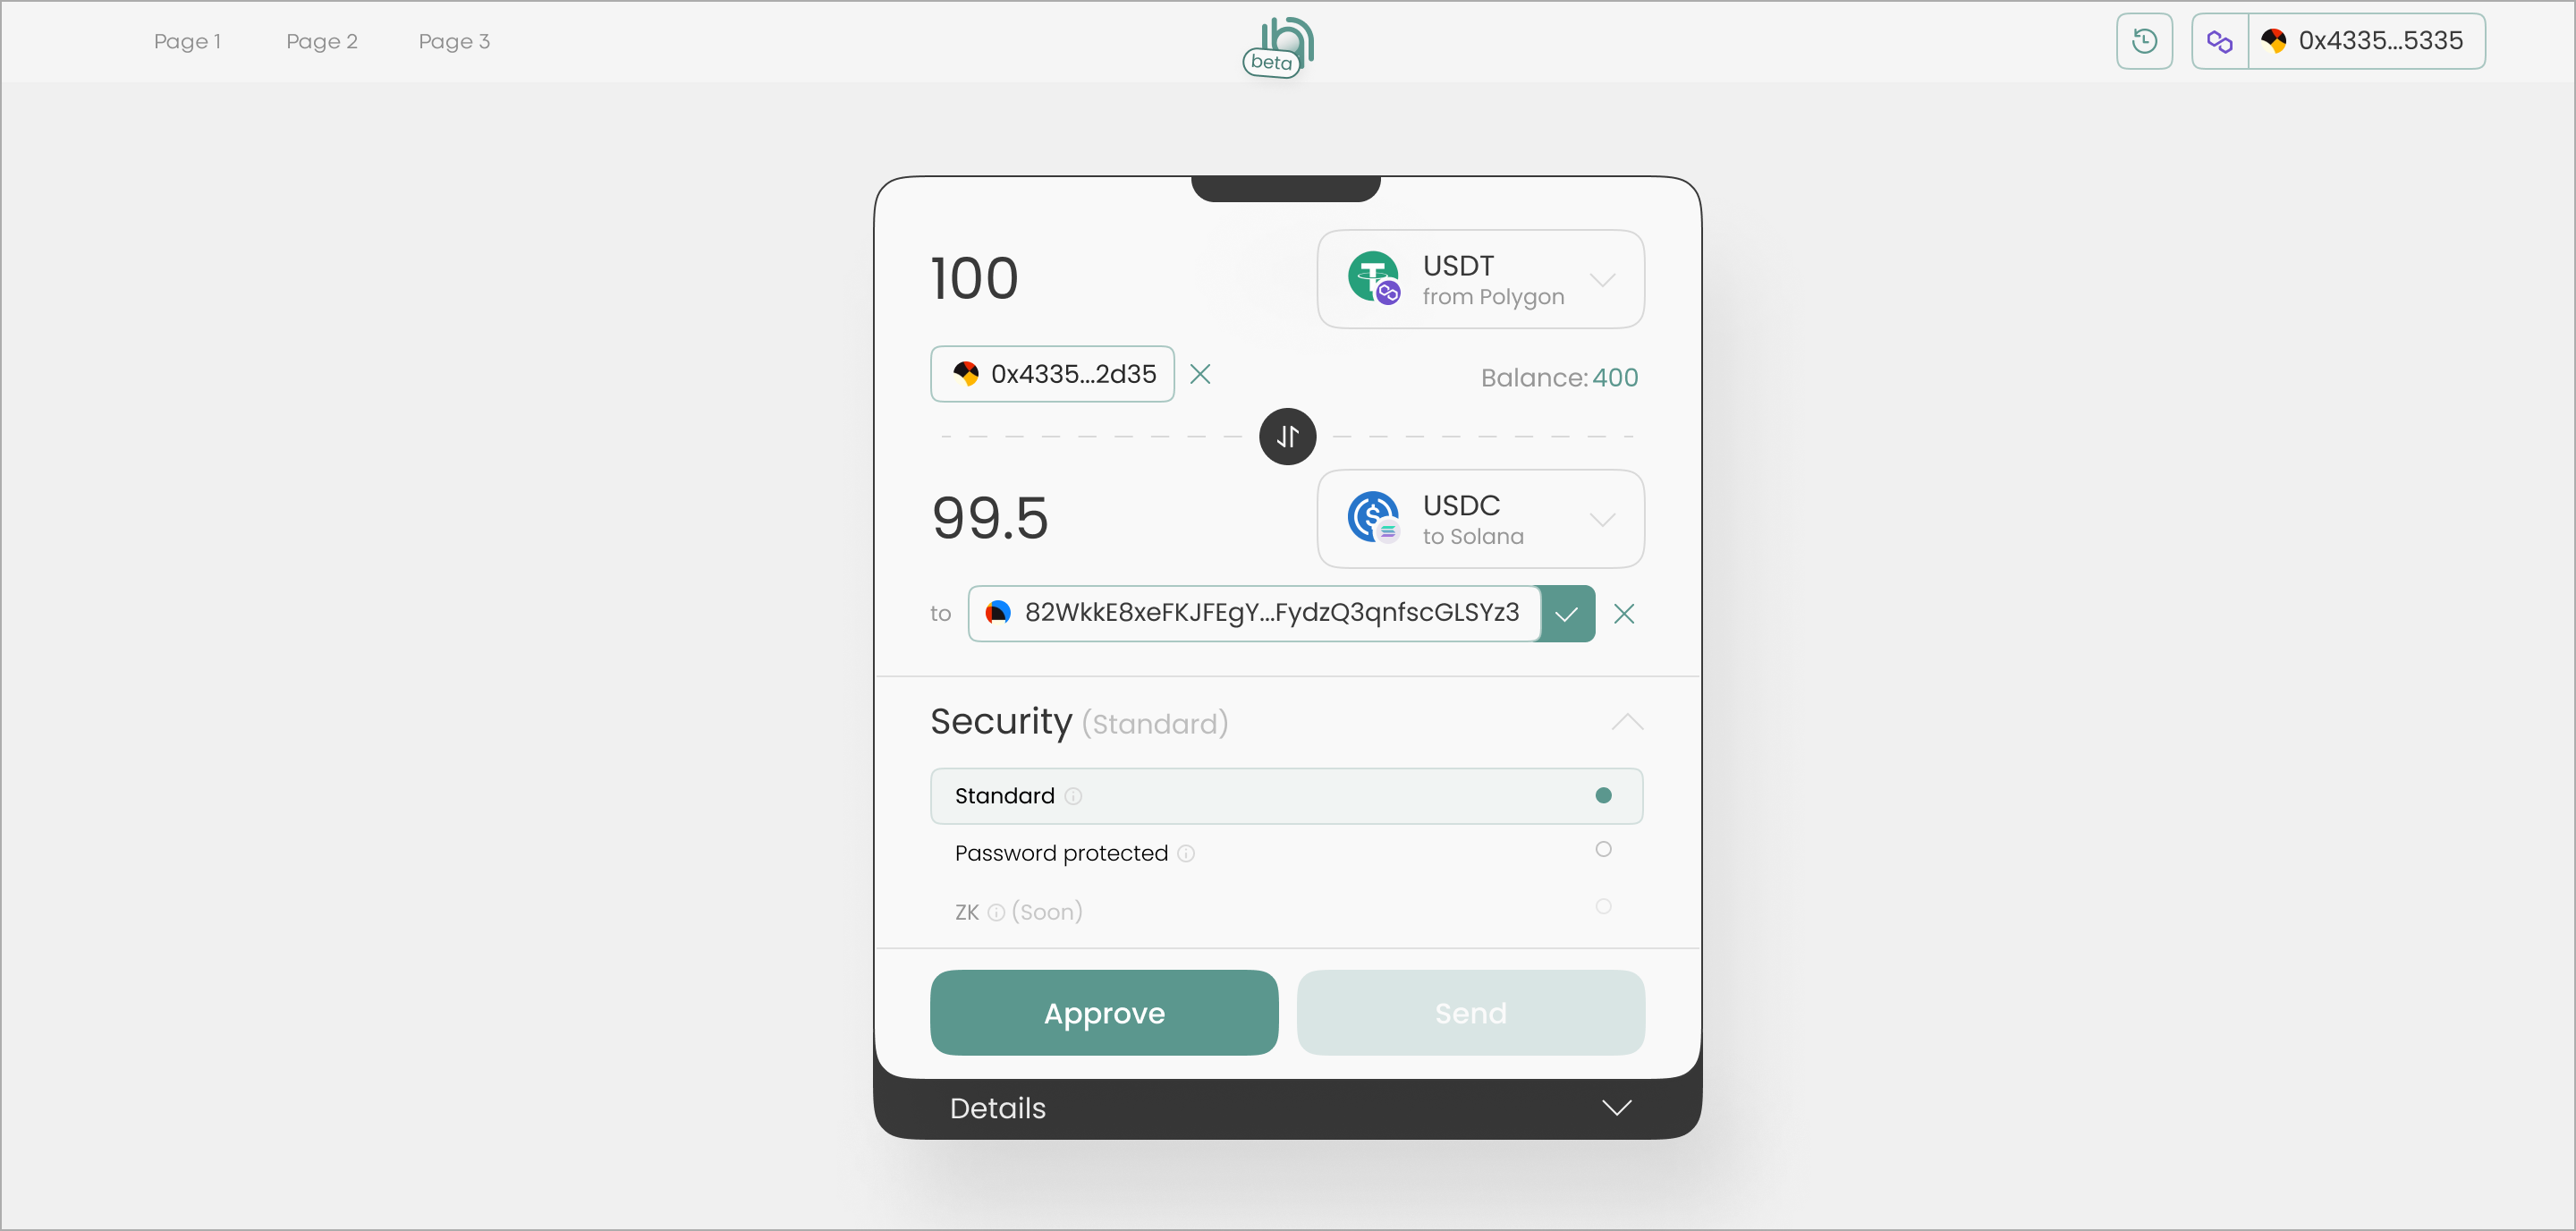 Page 1 Page 2 Page 3
beta
0x4335...5335
100
USDT
from Polygon
0x4335...2d35
Balance: 400
99.5
USDC
to Solana
to 82WkkE8xeFKJFEgY...FydzQ3qnfscGLSYz3
Security (Standard)
Standard
Password protected
ZK (Soon)
Approve Send
Details